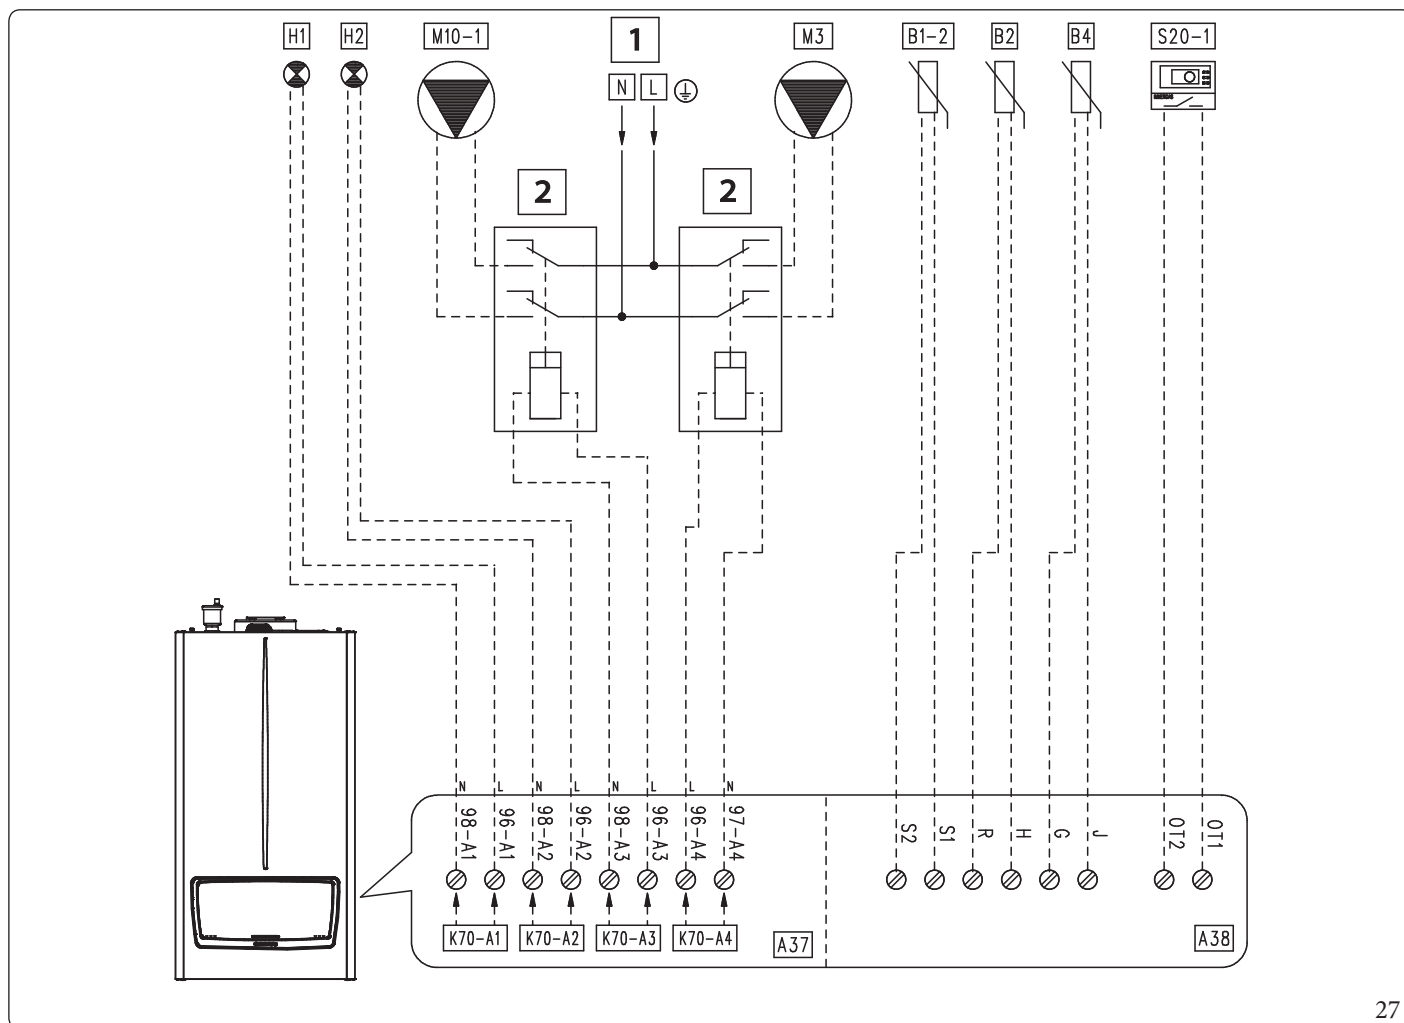 H1 H2 M10-1 1 M3 B1-2 B2 B4 S20-1
N L
2 2
N L N L N L L N
98-A1 96-A1 98-A2 96-A2 98-A3 96-A3 96-A4 97-A4 S2 S1 R H G J OT2 OT1
K70-A1 K70-A2 K70-A3 K70-A4 A37 A38
27